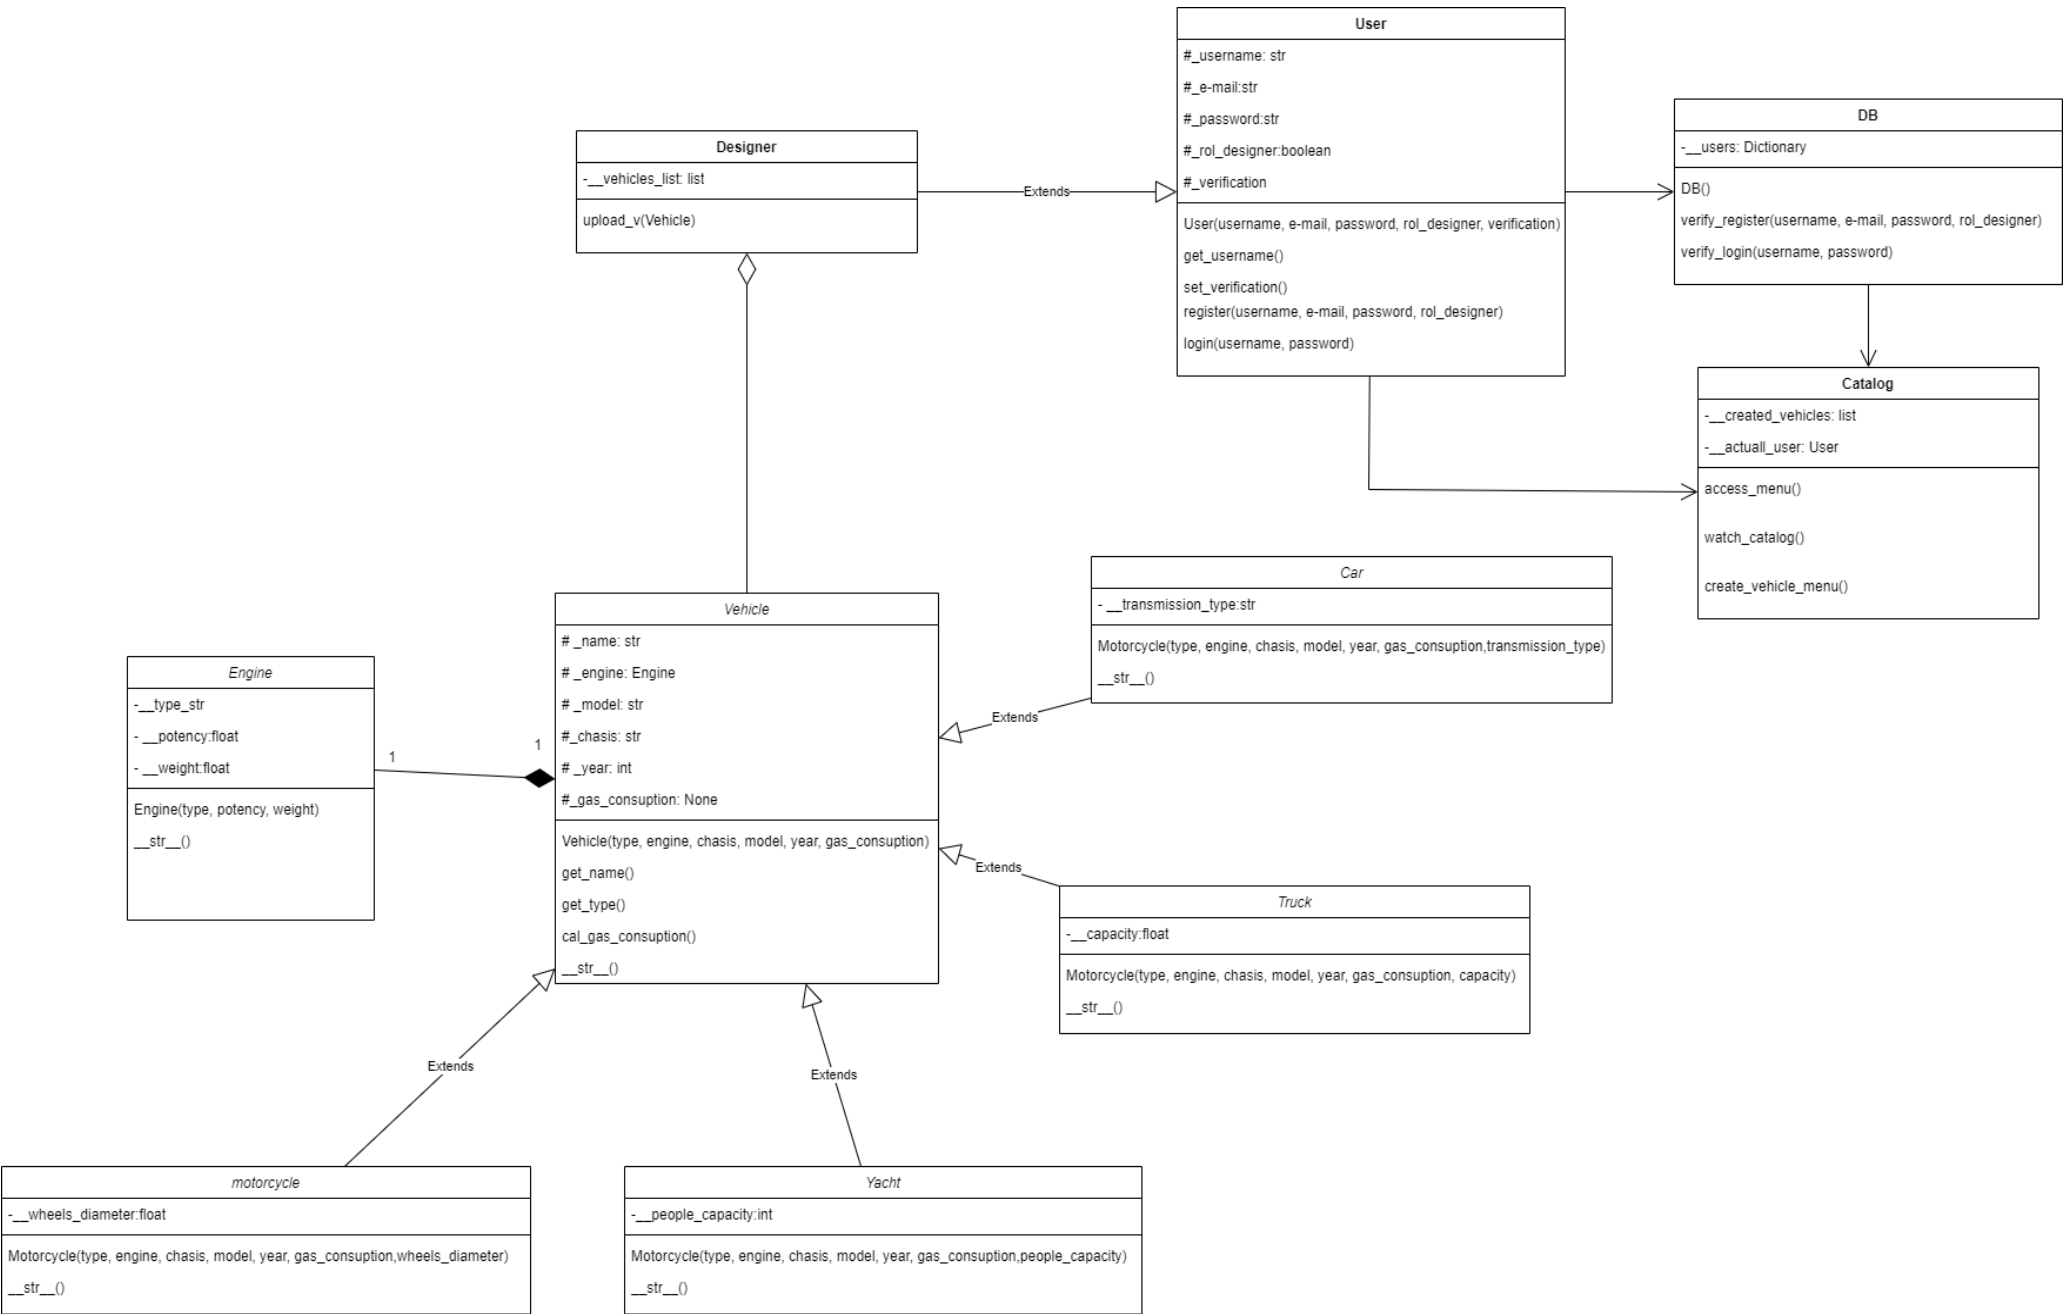 User
#_username: str
#_e-mail:str
#_password:str
#_rol_designer:boolean
#_verification
User(username, e-mail, password, rol_designer, verification)
get_username()
set_verification()
register(username, e-mail, password, rol_designer)
login(username, password)
DB
-__users: Dictionary
DB()
verify_register(username, e-mail, password, rol_designer)
verify_login(username, password)
Designer
-__vehicles_list: list
upload_v(Vehicle)
Extends
Catalog
-__created_vehicles: list
-__actuall_user: User
access_menu()
watch_catalog()
create_vehicle_menu()
Car
- __transmission_type:str
Motorcycle(type, engine, chasis, model, year, gas_consuption,transmission_type)
__str__()
Extends
Vehicle
# _name: str
# _engine: Engine
# _model: str
#_chasis: str
# _year: int
#_gas_consuption: None
Vehicle(type, engine, chasis, model, year, gas_consuption)
get_name()
get_type()
cal_gas_consuption()
__str__()
Engine
-__type_str
- __potency:float
- __weight:float
Engine(type, potency, weight)
__str__()
1
1
Extends
Truck
-__capacity:float
Motorcycle(type, engine, chasis, model, year, gas_consuption, capacity)
__str__()
Extends
Extends
motorcycle
-__wheels_diameter:float
Motorcycle(type, engine, chasis, model, year, gas_consuption,wheels_diameter)
__str__()
Yacht
-__people_capacity:int
Motorcycle(type, engine, chasis, model, year, gas_consuption,people_capacity)
__str__()